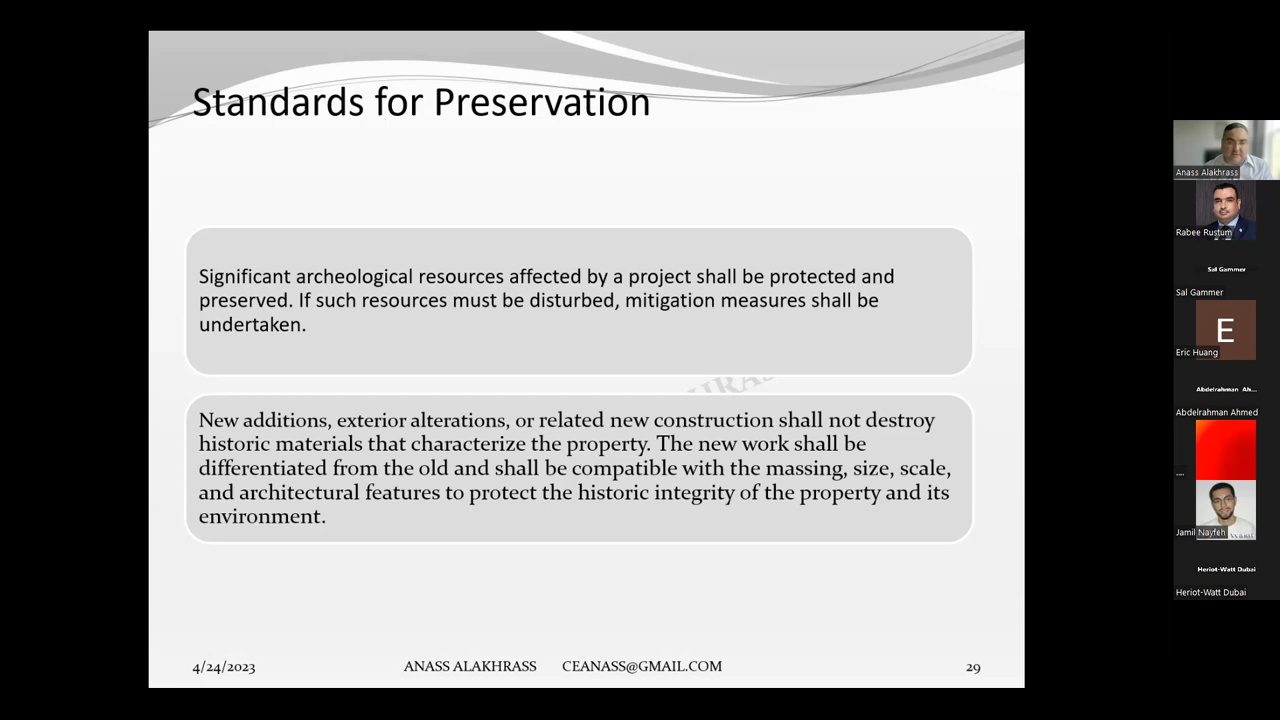 Standards for Preservation
Significant archeological resources affected by a project shall be protected and
preserved. If such resources must be disturbed, mitigation measures shall be
undertaken.
New additions, exterior alterations, or related new construction shall not destroy
historic materials that characterize the property. The new work shall be
differentiated from the old and shall be compatible with the massing, size, scale,
and architectural features to protect the historic integrity of the property and its
environment.
4/24/2023 ANASS ALAKHRASS CEANASS@GMAIL.COM 29
Anass Alakhrass
Rabee Rustum
Sal Gammer
Sal Gammer
E
Eric Huang
Abdelrahman Ah...
Abdelrahman Ahmed
....
Jamil Nayfeh
Heriot-Watt Dubai
Heriot-Watt Dubai